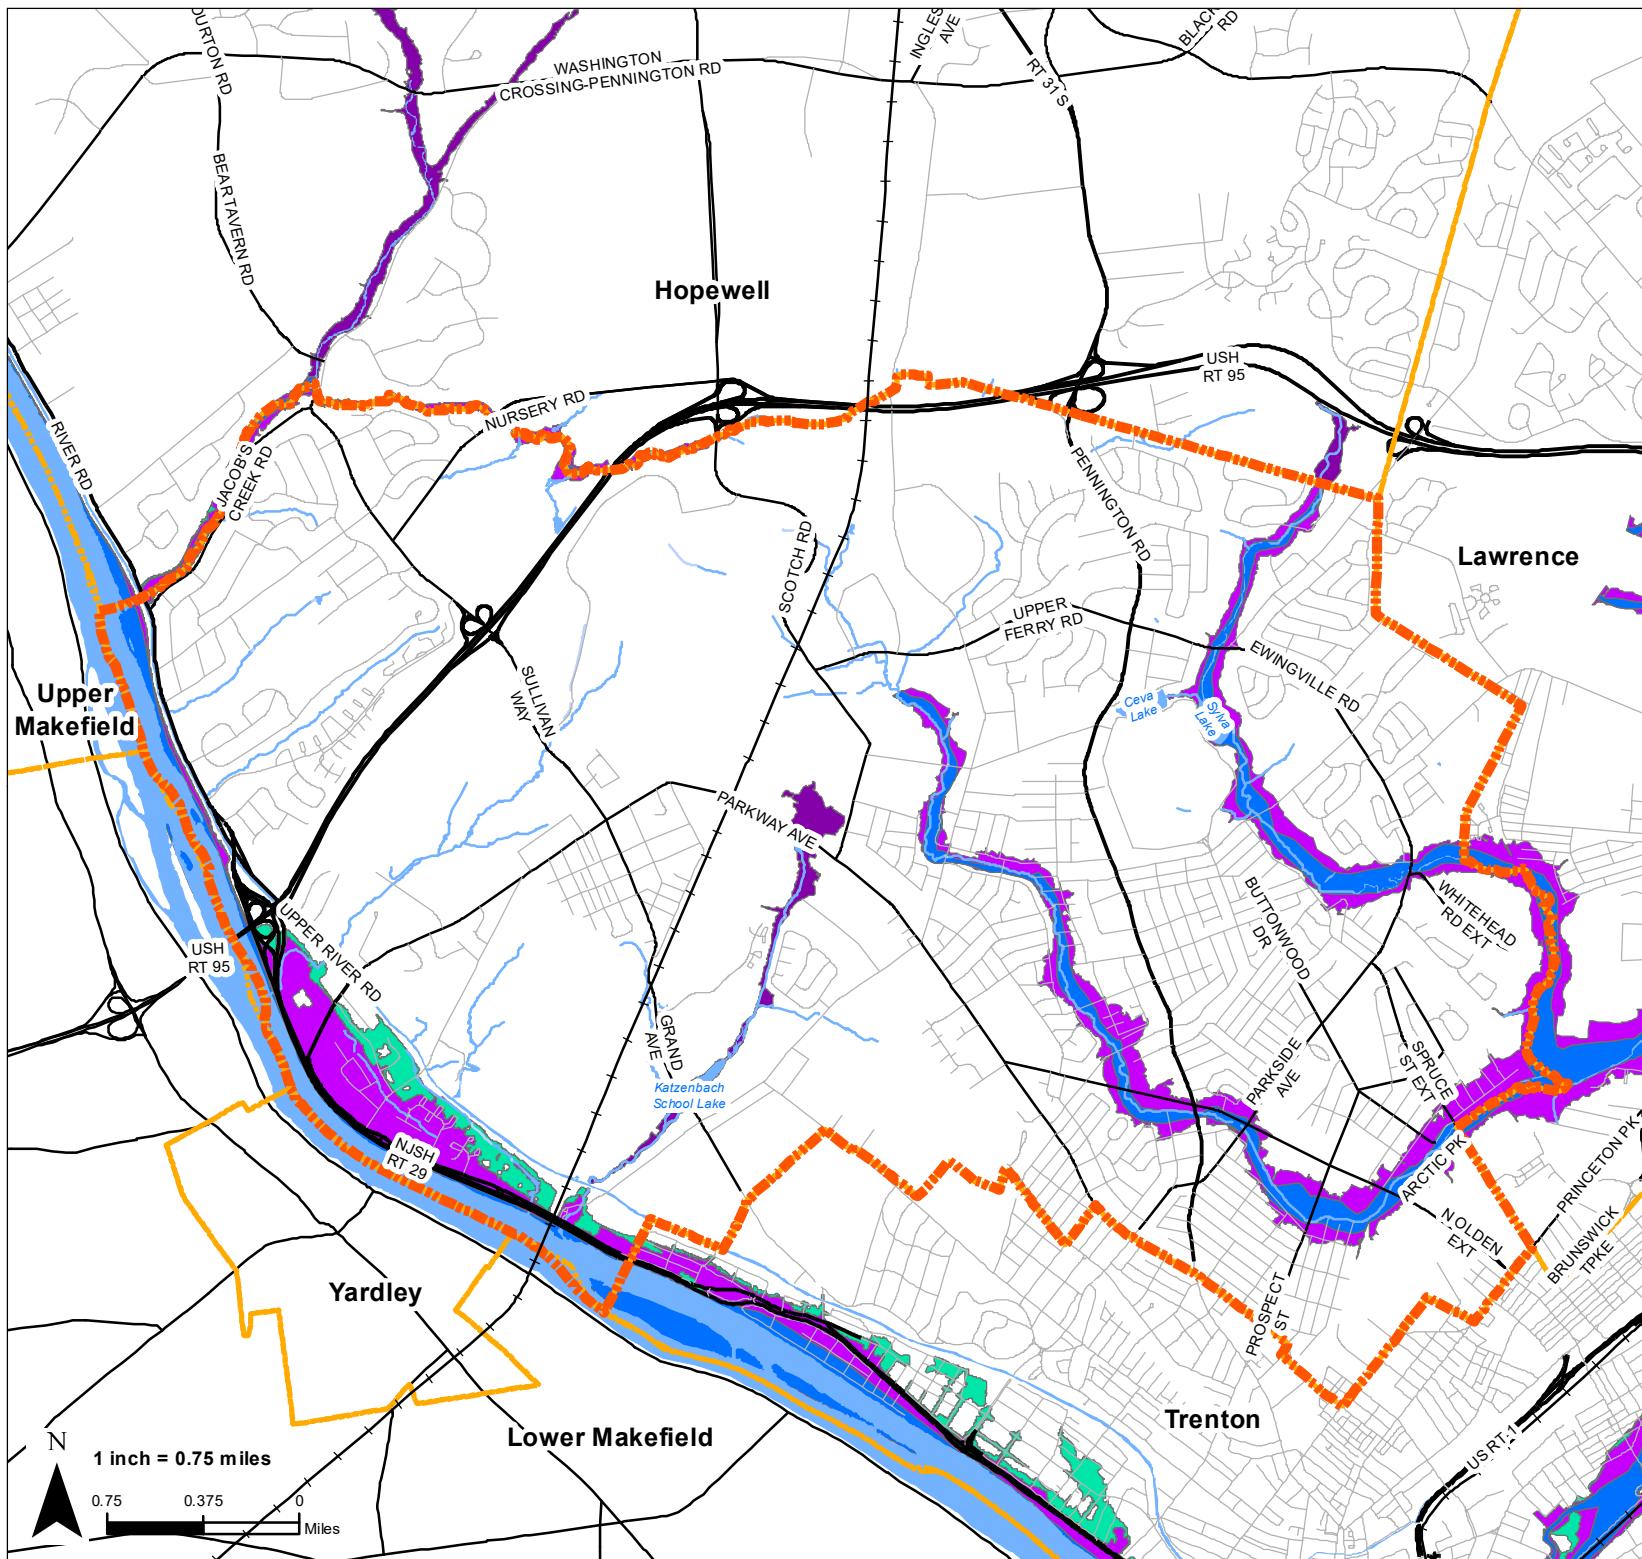 OURTON RD
WASHINGTON
CROSSING-PENNINGTON RD
INGLES
AVE
RT 31 S
BLACK
RD
BEARTAVERN RD
Hopewell
USH
RT 95
NURSERY RD
RIVER RD
JACOB'S
CREEK RD
PENNINGTON RD
SCOTCH RD
Lawrence
UPPER
FERRY RD
EWINGVILLE RD
Upper
Makefield
SULLIVAN
WAY
Ceva
Lake
Sylva
Lake
PARKWAY AVE
BUTTONWOOD
DR
WHITEHEAD
RD EXT
UPPER RIVER RD
USH
RT 95
GRAND
AVE
PARKSIDE
AVE
SPRUCE
ST EXT
Katzenbach
School Lake
NJSH
RT 29
ARCTIC PK
PRINCETON PK
N OLDEN
EXT
BRUNSWICK
TPKE
Yardley
PROSPECT
ST
Trenton
Lower Makefield
US RT 1
N
1 inch = 0.75 miles
0.75 0.375 0
Miles